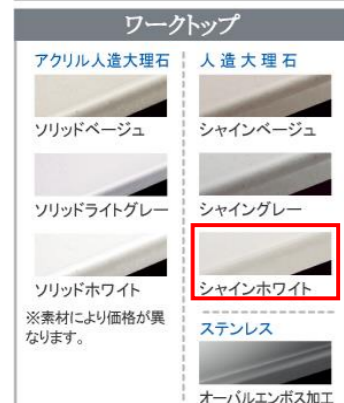 ワークトップ
アクリル人造大理石
ソリッドベージュ
ソリッドライトグレー
ソリッドホワイト
※素材により価格が異
なります。
人造大理石
シャインベージュ
シャイングレー
シャインホワイト
ステンレス
オーバルエンボス加工